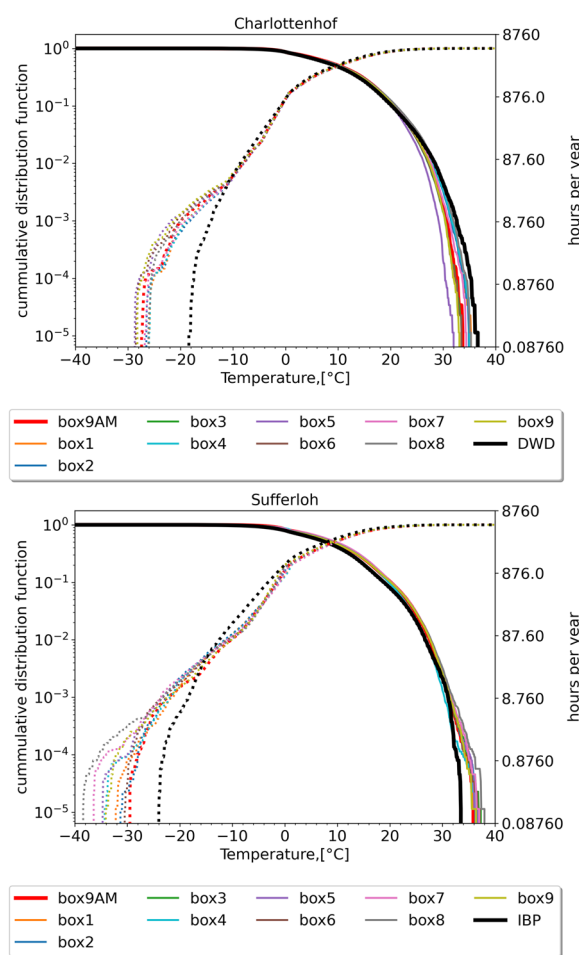 Charlottenhof
cummulative distribution function
10⁰
10⁻¹
10⁻²
10⁻³
10⁻⁴
10⁻⁵
8760
876.0
87.60
8.760
0.8760
0.08760
hours per year
−40 −30 −20 −10 0 10 20 30 40
Temperature,[°C]
box9AM box3 box5 box7 box9
box1 box4 box6 box8 DWD
box2
Sufferloh
cummulative distribution function
10⁰
10⁻¹
10⁻²
10⁻³
10⁻⁴
10⁻⁵
8760
876.0
87.60
8.760
0.8760
0.08760
hours per year
−40 −30 −20 −10 0 10 20 30 40
Temperature,[°C]
box9AM box3 box5 box7 box9
box1 box4 box6 box8 IBP
box2